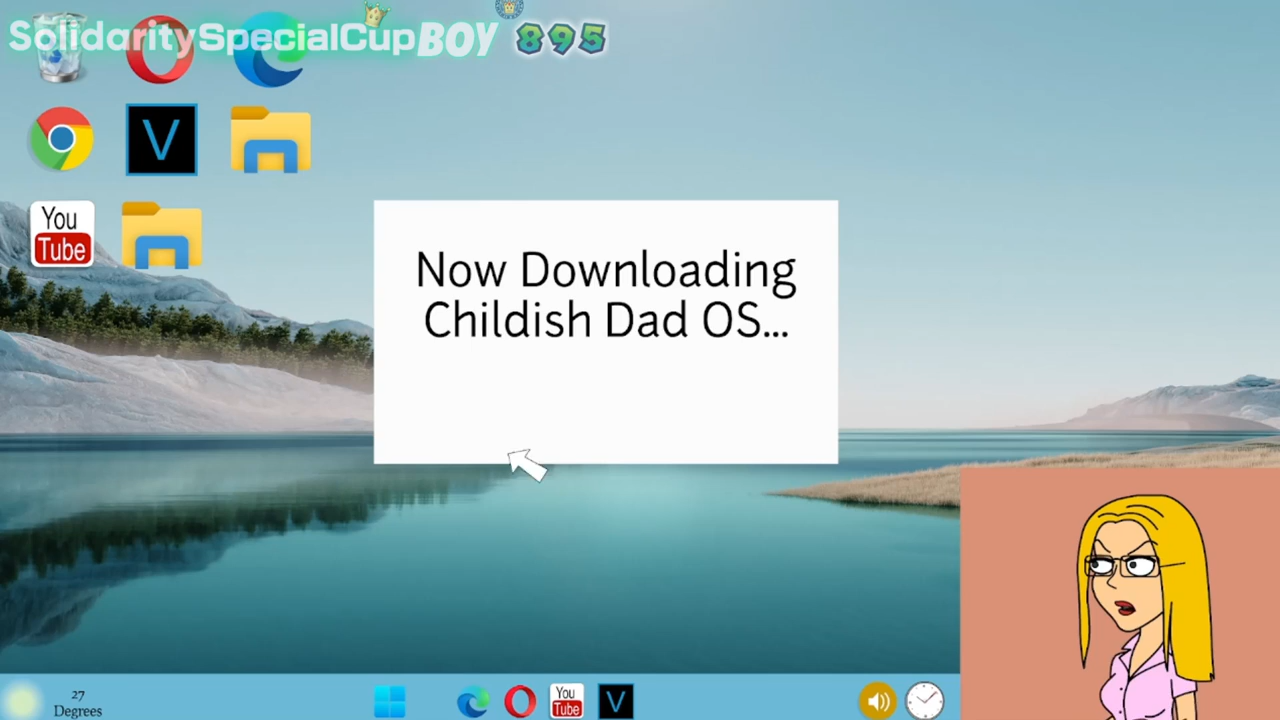 SolidaritySpecialCupBOY 895
V
You
Tube
Now Downloading
Childish Dad OS...
27
Degrees
You
Tube
V